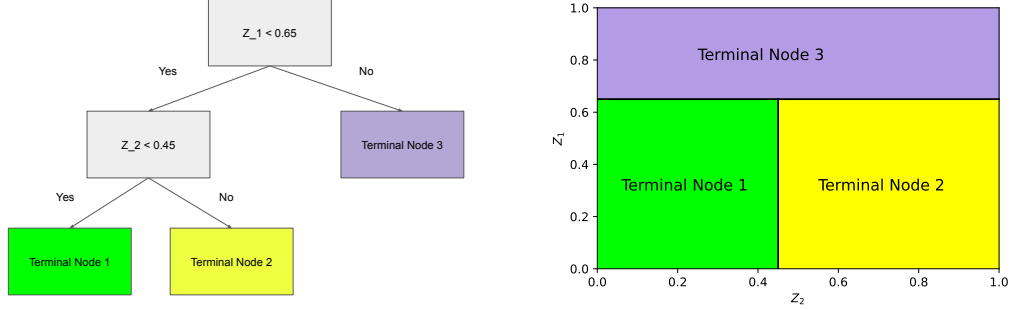 Z_1 < 0.65
Yes
No
Z_2 < 0.45
Terminal Node 3
Yes
No
Terminal Node 1
Terminal Node 2
1.0
0.8
0.6
0.4
0.2
0.0
Z₁
Terminal Node 3
Terminal Node 1
Terminal Node 2
0.0 0.2 0.4 0.6 0.8 1.0
Z₂